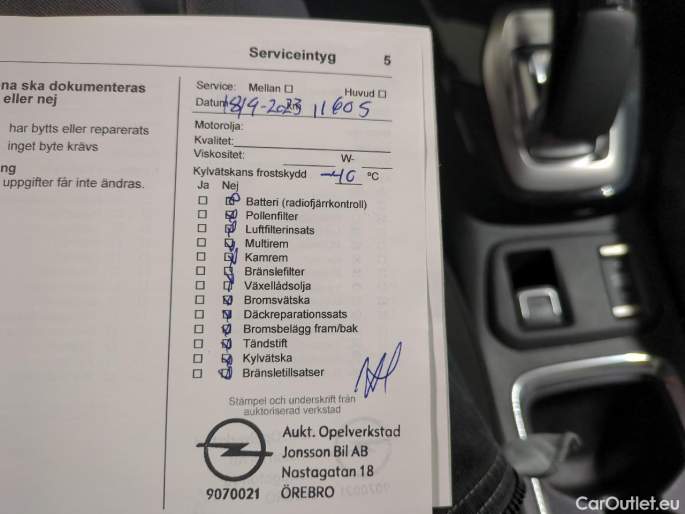 Serviceintyg 5
na ska dokumenteras
eller nej
har bytts eller reparerats
inget byte krävs
ng
uppgifter får inte ändras.
Service: Mellan ☐ Huvud ☐
Datum 18/9-2023 11605
Motorolja:
Kvalitet:
Viskositet: W-
Kylvätskans frostskydd -40 °C
Ja Nej
Batteri (radiofjärrkontroll)
Pollenfilter
Luftfilterinsats
Multirem
Kamrem
Bränslefilter
Växellådsolja
Bromsvätska
Däckreparationssats
Bromsbelägg fram/bak
Tändstift
Kylvätska
Bränsletillsatser
Stämpel och underskrift från
auktoriserad verkstad
Aukt. Opelverkstad
Jonsson Bil AB
Nastagatan 18
9070021 ÖREBRO
CarOutlet.eu